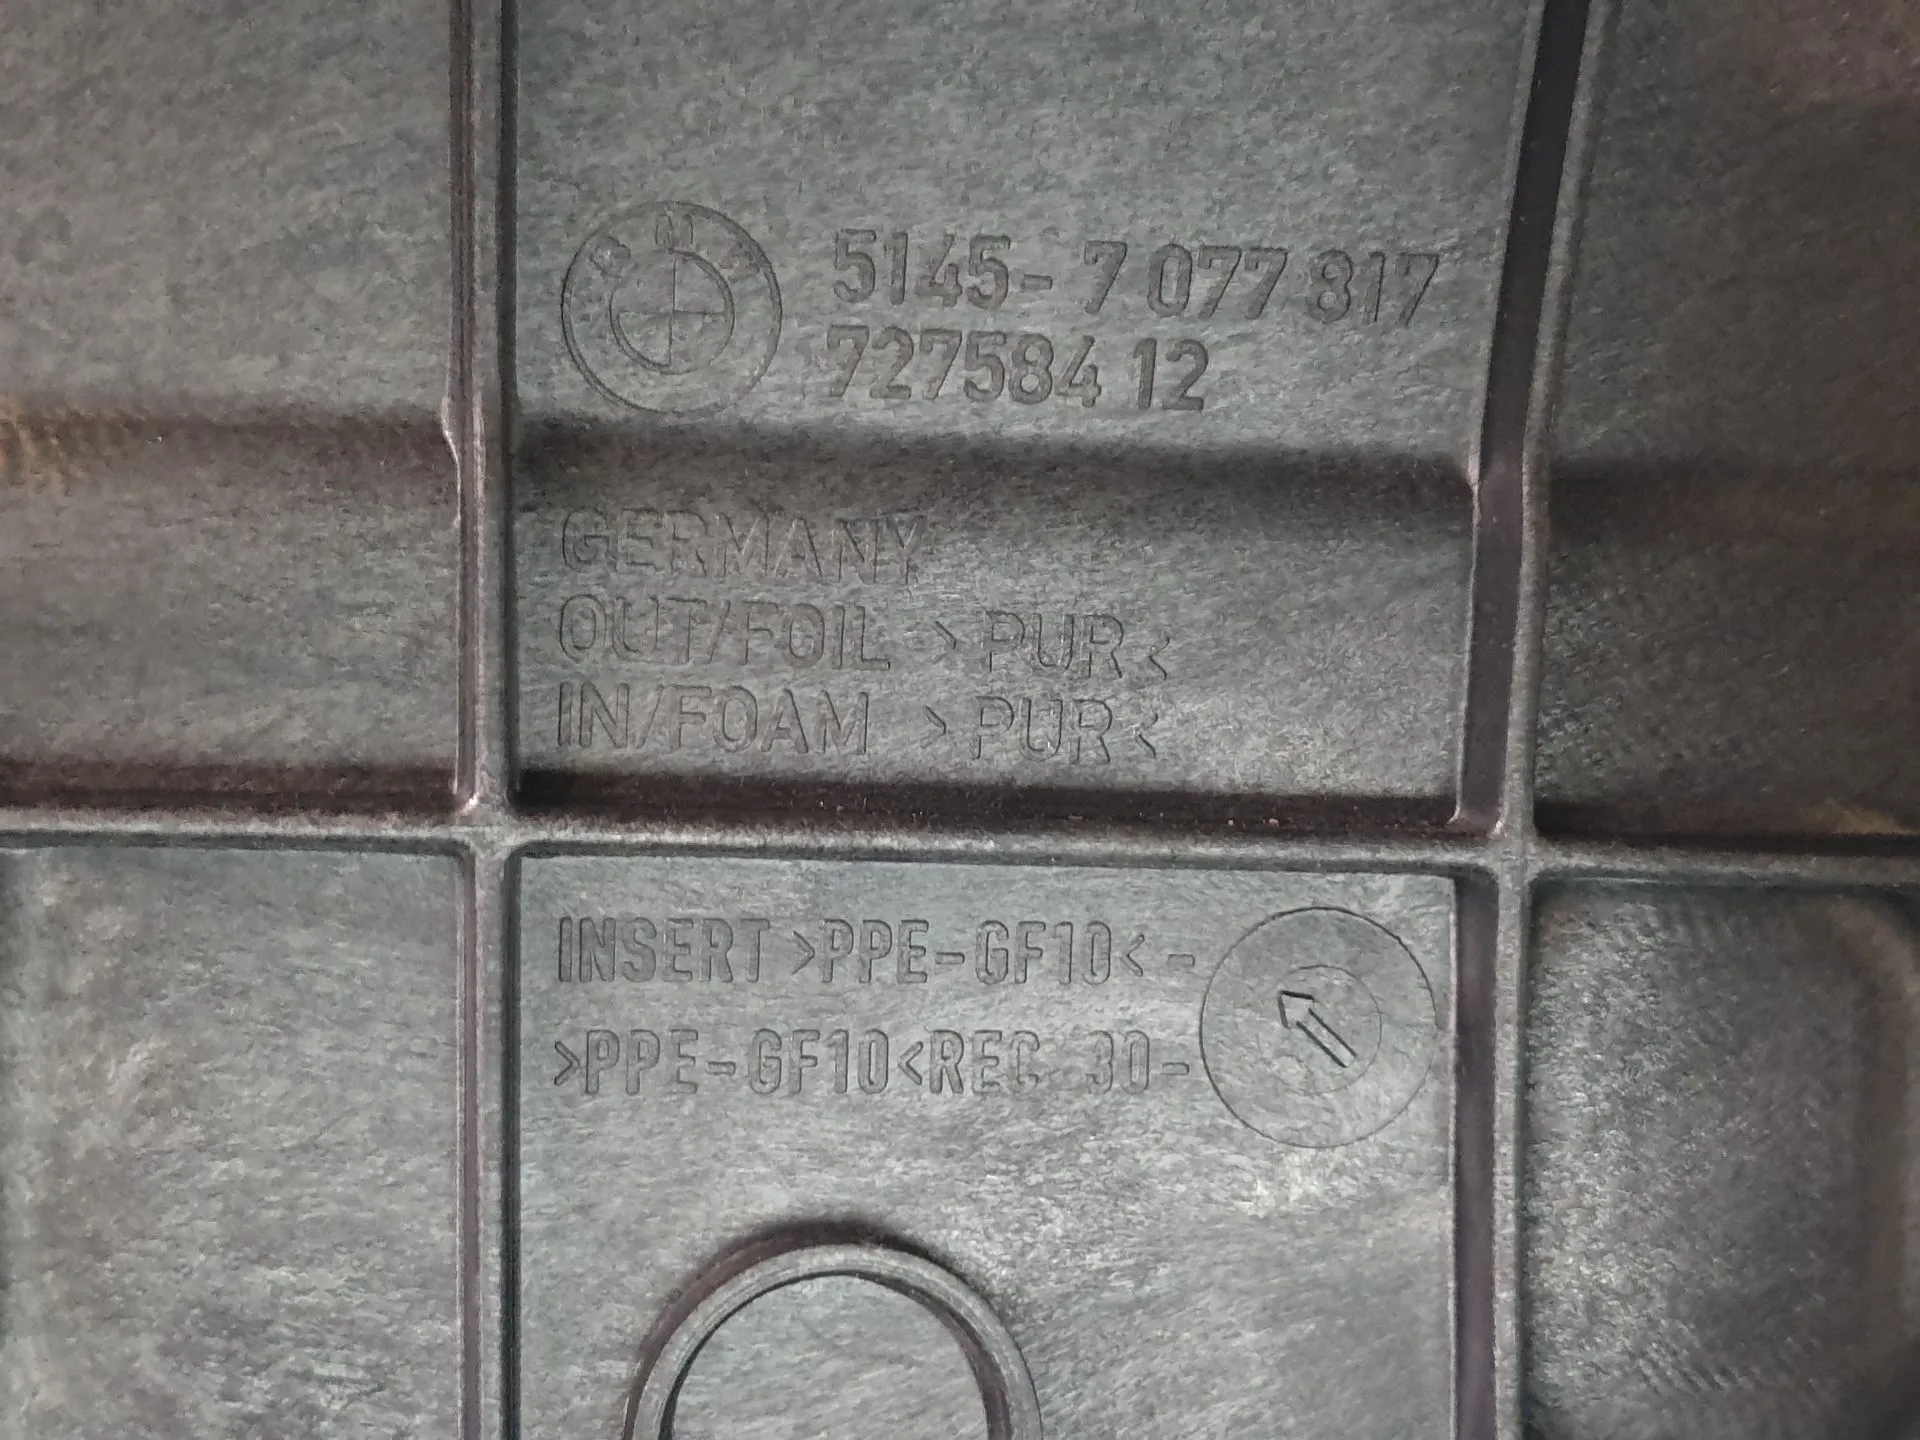 BMW
5145- 7 077 817
727584 12
GERMANY
OUT/FOIL >PUR<
IN/FOAM >PUR<
INSERT >PPE-GF10< -
>PPE-GF10<REC 30-